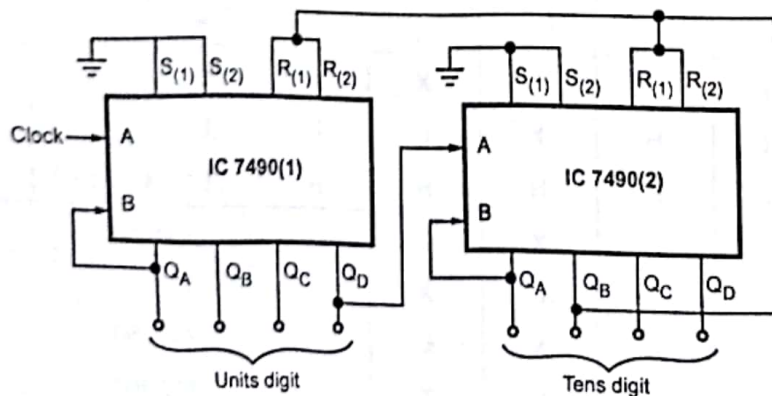 S(1) S(2) R(1) R(2)
S(1) S(2) R(1) R(2)
Clock A
IC 7490(1)
B
A
IC 7490(2)
B
QA QB QC QD
QA QB QC QD
Units digit
Tens digit